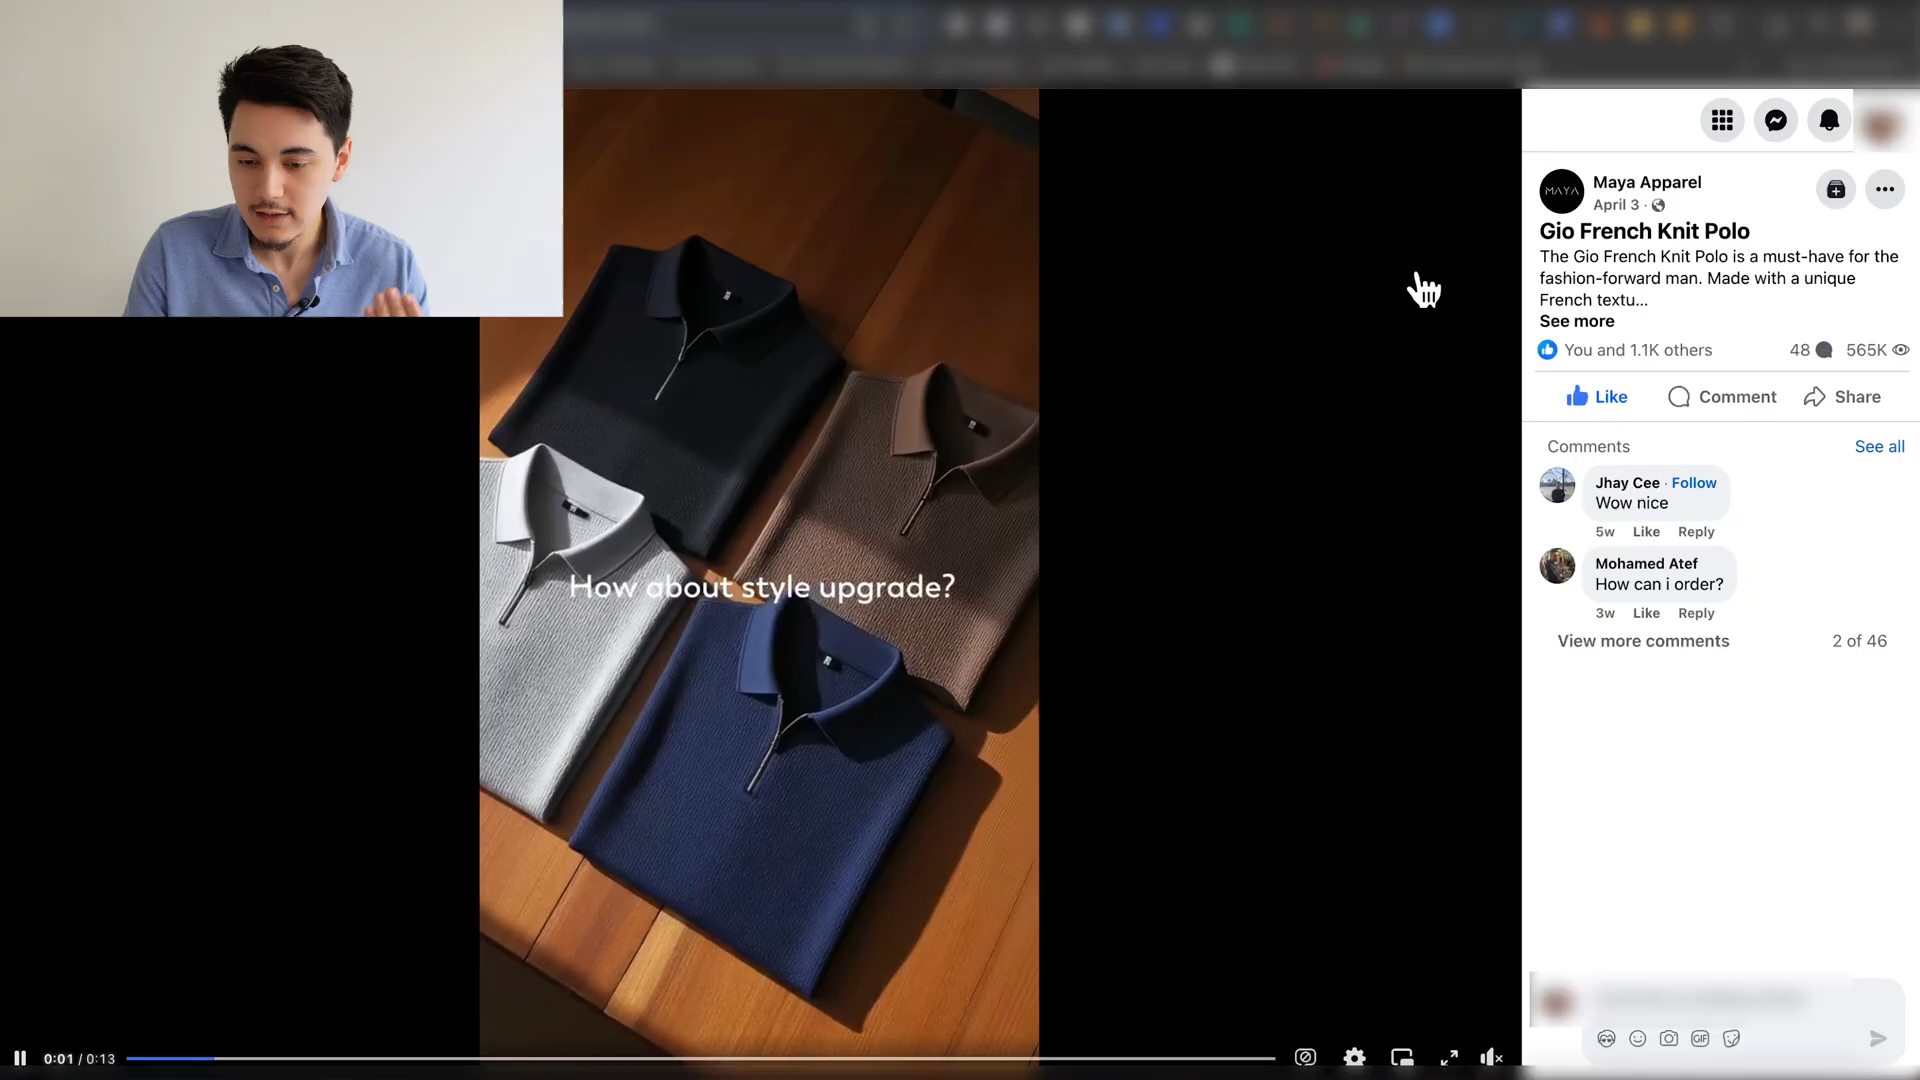 How about style upgrade?
0:01 / 0:13
MAYA
Maya Apparel
April 3 ·
Gio French Knit Polo
The Gio French Knit Polo is a must-have for the
fashion-forward man. Made with a unique
French textu...
See more
You and 1.1K others
48
565K
Like
Comment
Share
Comments
See all
Jhay Cee · Follow
Wow nice
5w Like Reply
Mohamed Atef
How can i order?
3w Like Reply
View more comments
2 of 46
GIF